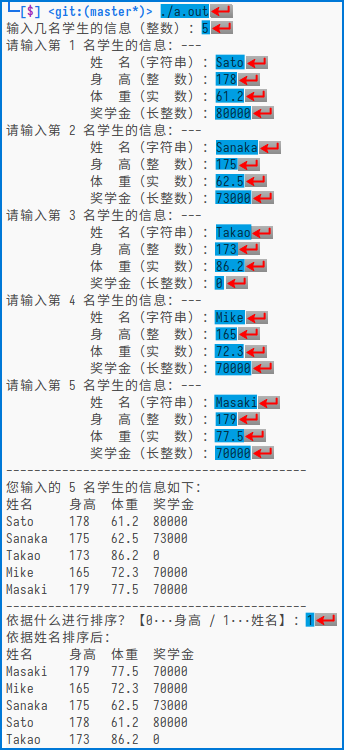 └─[$] <git:(master*)> ./a.out
输入几名学生的信息（整数）：5
请输入第 1 名学生的信息：---
姓　名（字符串）：Sato
身　高（整　数）：178
体　重（实　数）：61.2
奖学金（长整数）：80000
请输入第 2 名学生的信息：---
姓　名（字符串）：Sanaka
身　高（整　数）：175
体　重（实　数）：62.5
奖学金（长整数）：73000
请输入第 3 名学生的信息：---
姓　名（字符串）：Takao
身　高（整　数）：173
体　重（实　数）：86.2
奖学金（长整数）：0
请输入第 4 名学生的信息：---
姓　名（字符串）：Mike
身　高（整　数）：165
体　重（实　数）：72.3
奖学金（长整数）：70000
请输入第 5 名学生的信息：---
姓　名（字符串）：Masaki
身　高（整　数）：179
体　重（实　数）：77.5
奖学金（长整数）：70000
-------------------------------------------
您输入的 5 名学生的信息如下：
姓名 身高 体重 奖学金
Sato 178 61.2 80000
Sanaka 175 62.5 73000
Takao 173 86.2 0
Mike 165 72.3 70000
Masaki 179 77.5 70000
-------------------------------------------
依据什么进行排序？【0···身高 / 1···姓名】：1
依据姓名排序后：
姓名 身高 体重 奖学金
Masaki 179 77.5 70000
Mike 165 72.3 70000
Sanaka 175 62.5 73000
Sato 178 61.2 80000
Takao 173 86.2 0